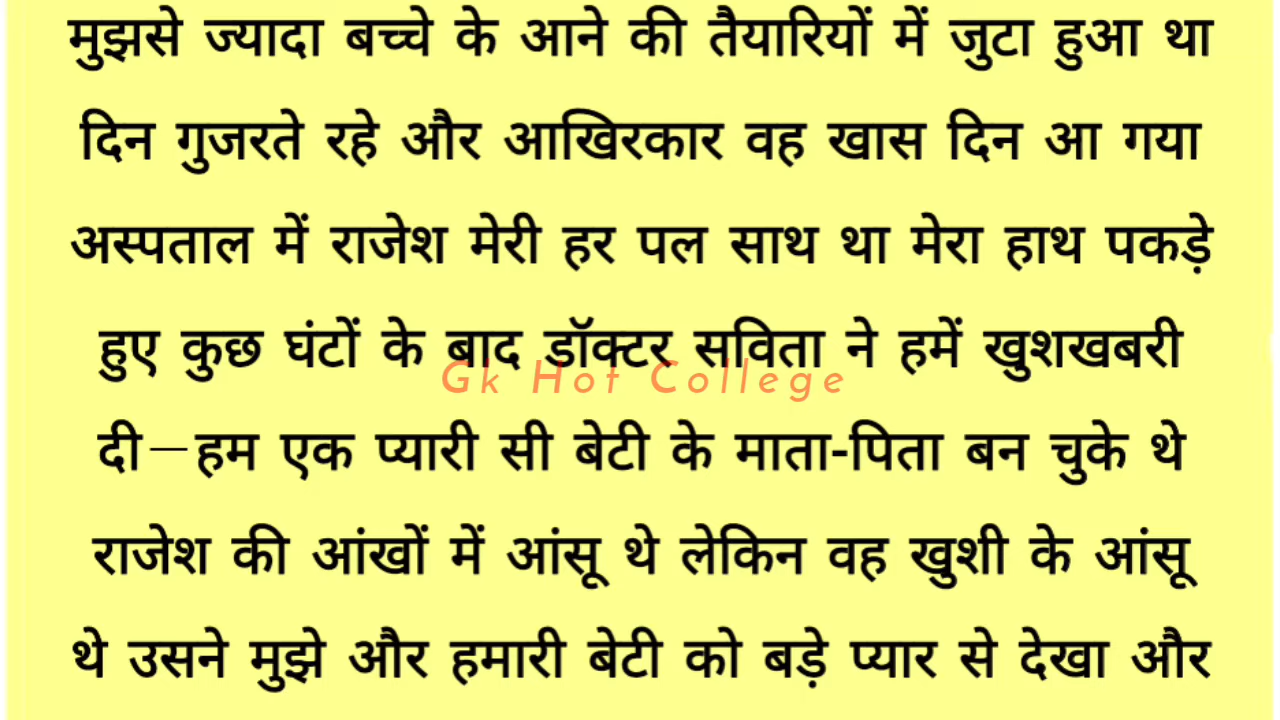 मुझसे ज्यादा बच्चे के आने की तैयारियों में जुटा हुआ था
दिन गुजरते रहे और आखिरकार वह खास दिन आ गया
अस्पताल में राजेश मेरी हर पल साथ था मेरा हाथ पकड़े
हुए कुछ घंटों के बाद डॉक्टर सविता ने हमें खुशखबरी
Gk Hot College
दी—हम एक प्यारी सी बेटी के माता-पिता बन चुके थे
राजेश की आंखों में आंसू थे लेकिन वह खुशी के आंसू
थे उसने मुझे और हमारी बेटी को बड़े प्यार से देखा और